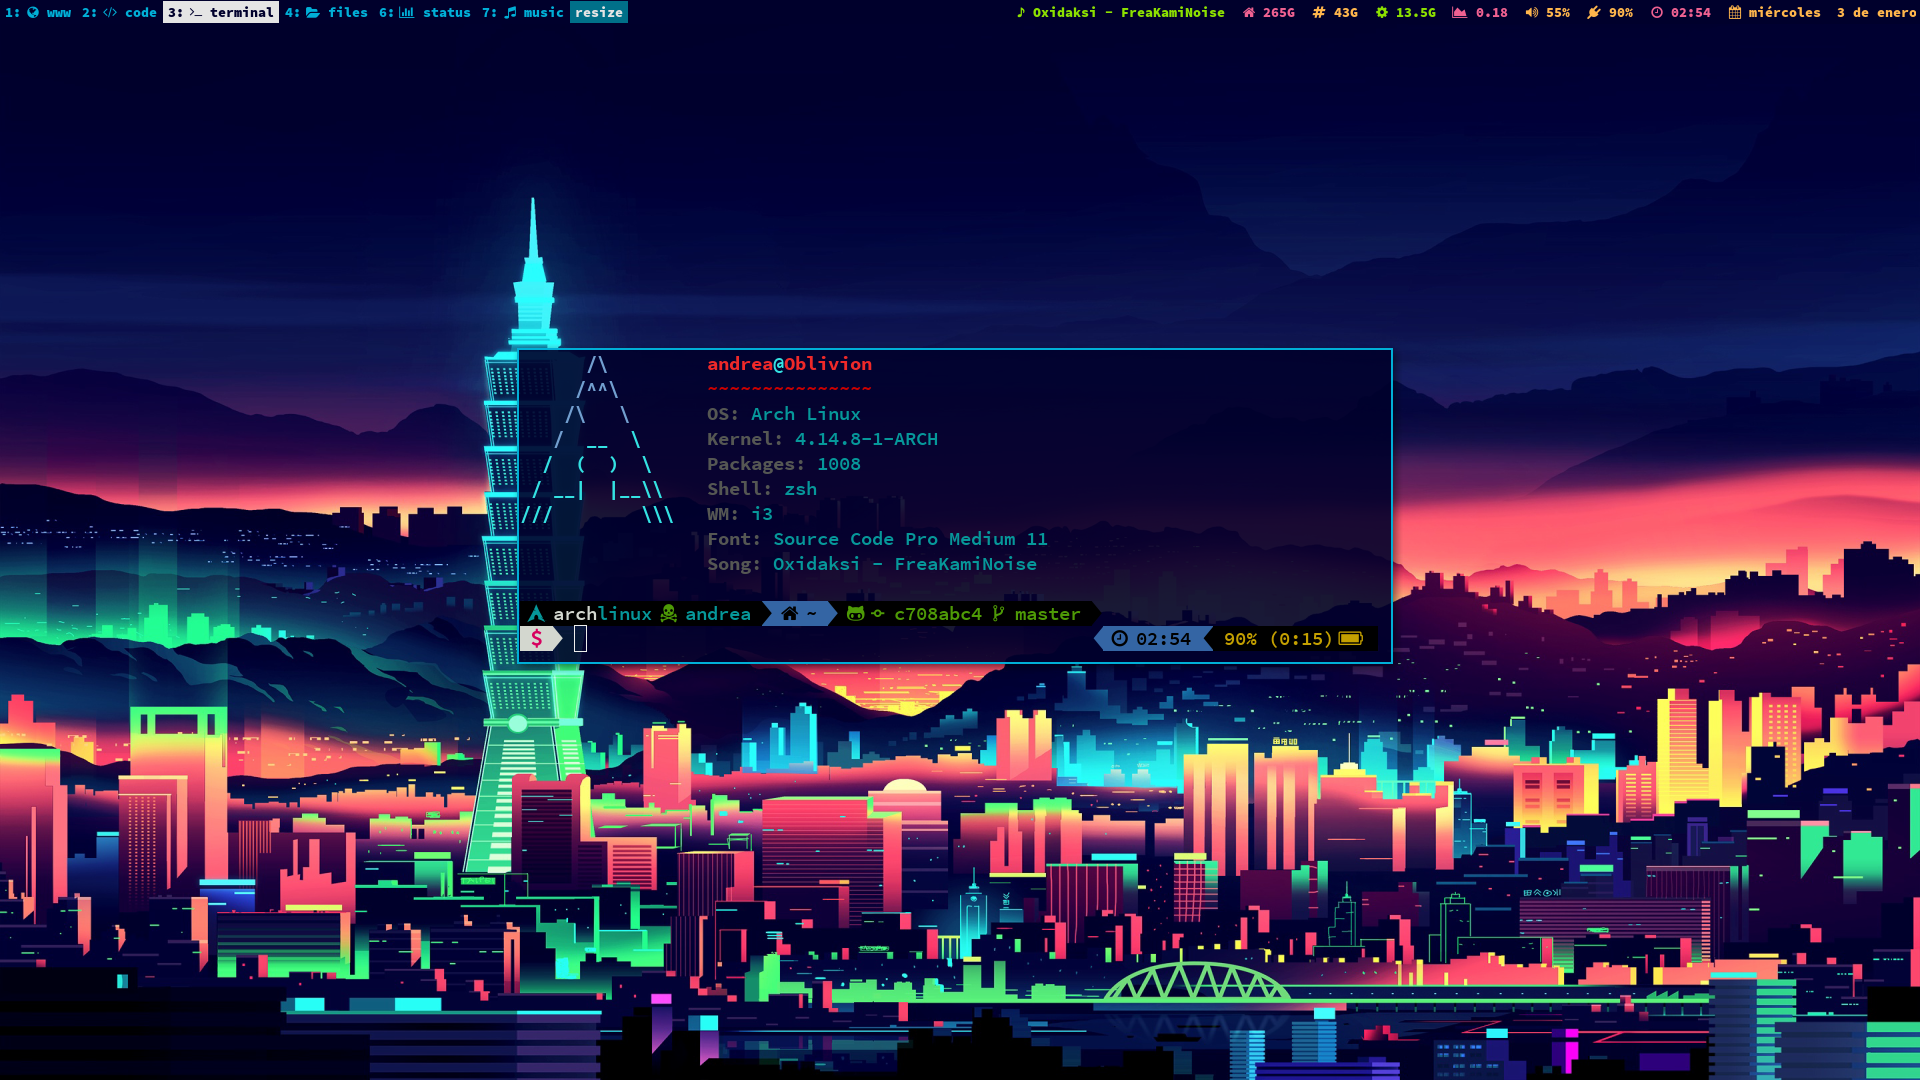 1: www 2: code 3: terminal 4: files 6: status 7: music resize ♪ Oxidaksi - FreaKamiNoise 265G # 43G 13.5G 0.18 55% 90% 02:54 miércoles 3 de enero
andrea@Oblivion
~~~~~~~~~~~~~~~
OS: Arch Linux
Kernel: 4.14.8-1-ARCH
Packages: 1008
Shell: zsh
WM: i3
Font: Source Code Pro Medium 11
Song: Oxidaksi - FreaKamiNoise
archlinux andrea ~ c708abc4 master
$ 02:54 90% (0:15)